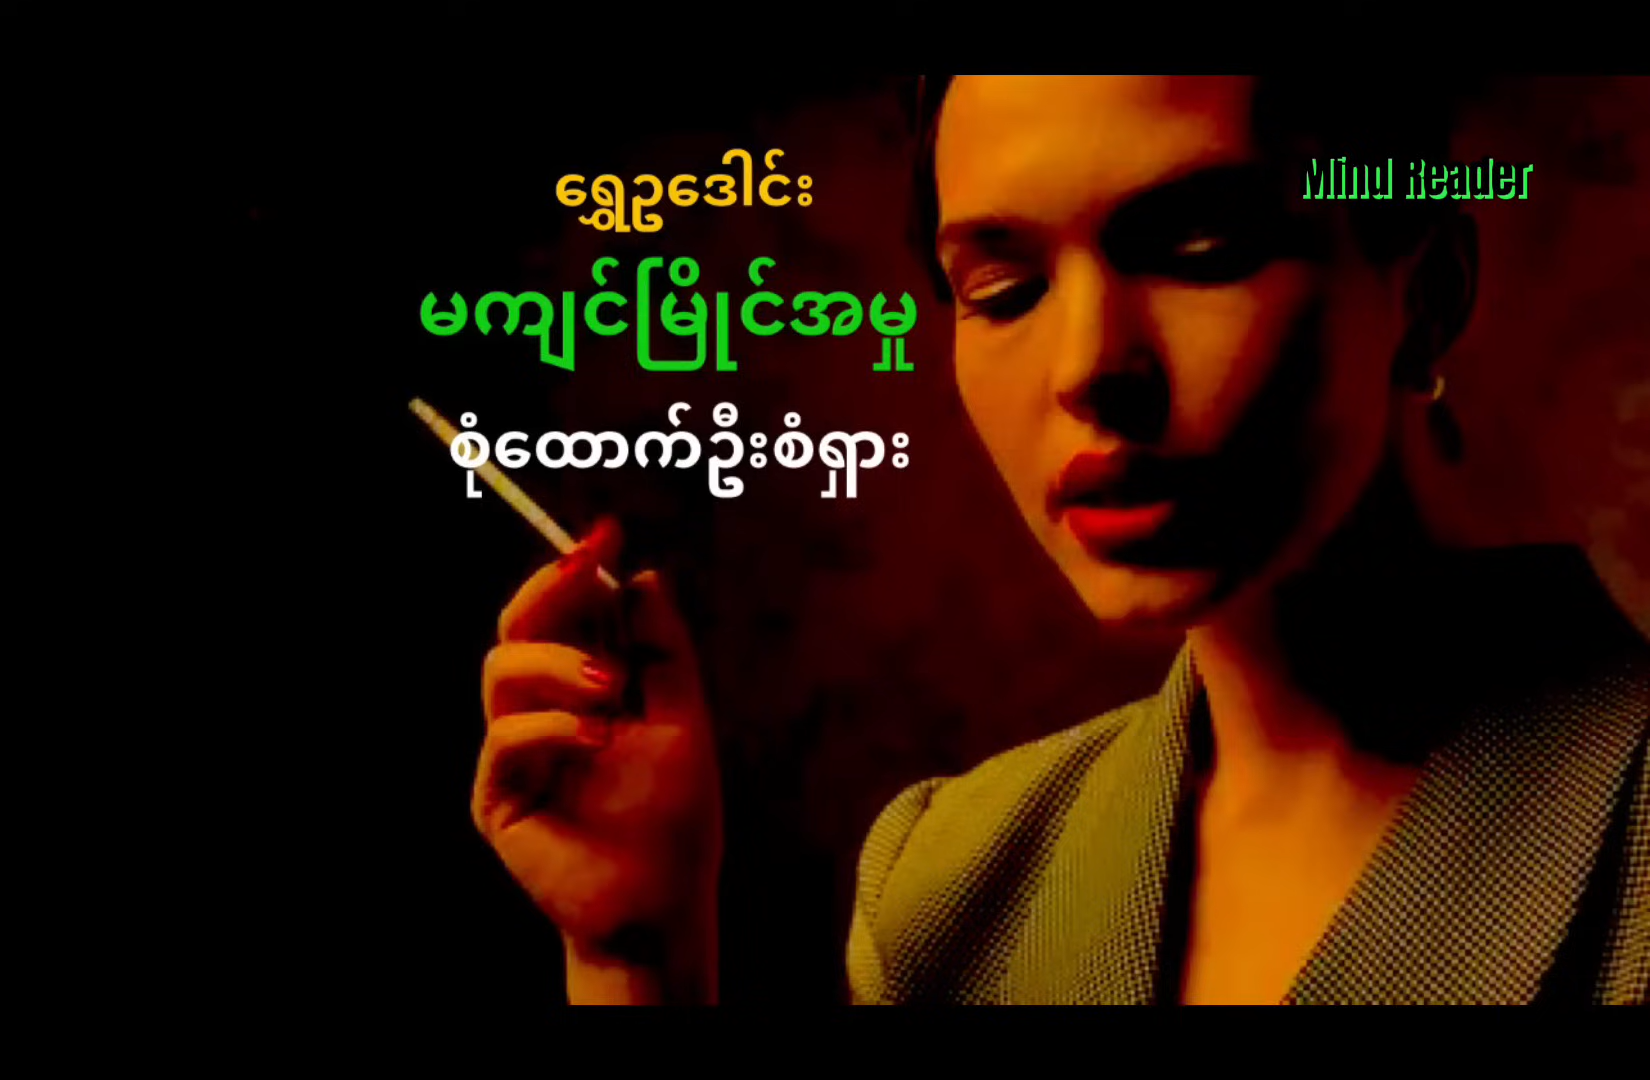 ရွှေဥဒေါင်း
မကျင်မြိုင်အမှု
စုံထောက်ဦးစံရှား
Mind Reader